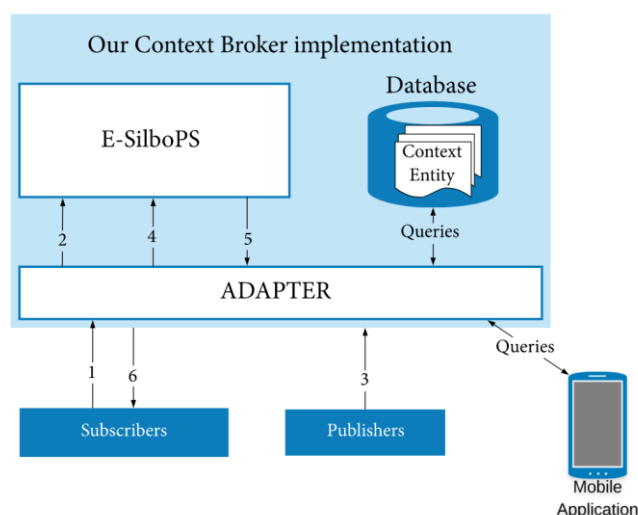 Our Context Broker implementation
Database
E-SilboPS
Context
Entity
2
4
5
Queries
ADAPTER
Queries
1
6
3
Subscribers
Publishers
Mobile
Application